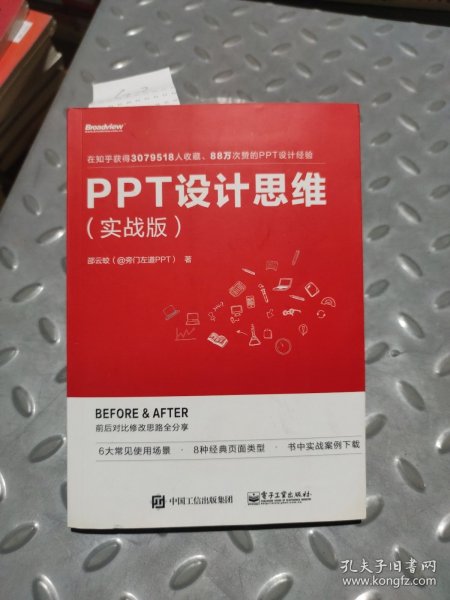 Broadview
在知乎获得3079518人收藏、88万次赞的PPT设计经验
PPT设计思维
（实战版）
邵云蛟（@旁门左道PPT） 著
BEFORE & AFTER
前后对比修改思路全分享
6大常见使用场景 · 8种经典页面类型 · 书中实战案例下载
中国工信出版集团
电子工业出版社
孔夫子旧书网
www.kongfz.com